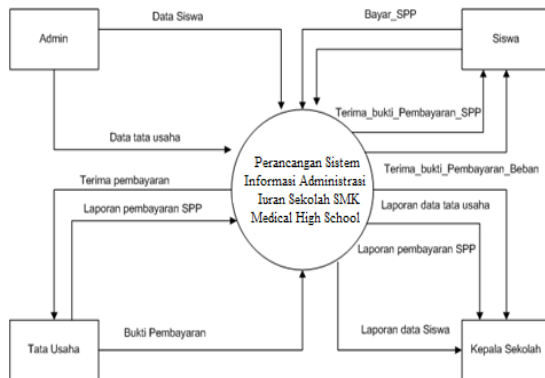 Data Siswa
Bayar_SPP
Admin
Siswa
Terima_bukti_Pembayaran_SPP
Data tata usaha
Perancangan Sistem
Informasi Administrasi
Iuran Sekolah SMK
Medical High School
Terima_bukti_Pembayaran_Beban
Terima pembayaran
Laporan data tata usaha
Laporan pembayaran SPP
Laporan pembayaran SPP
Bukti Pembayaran
Laporan data Siswa
Tata Usaha
Kepala Sekolah